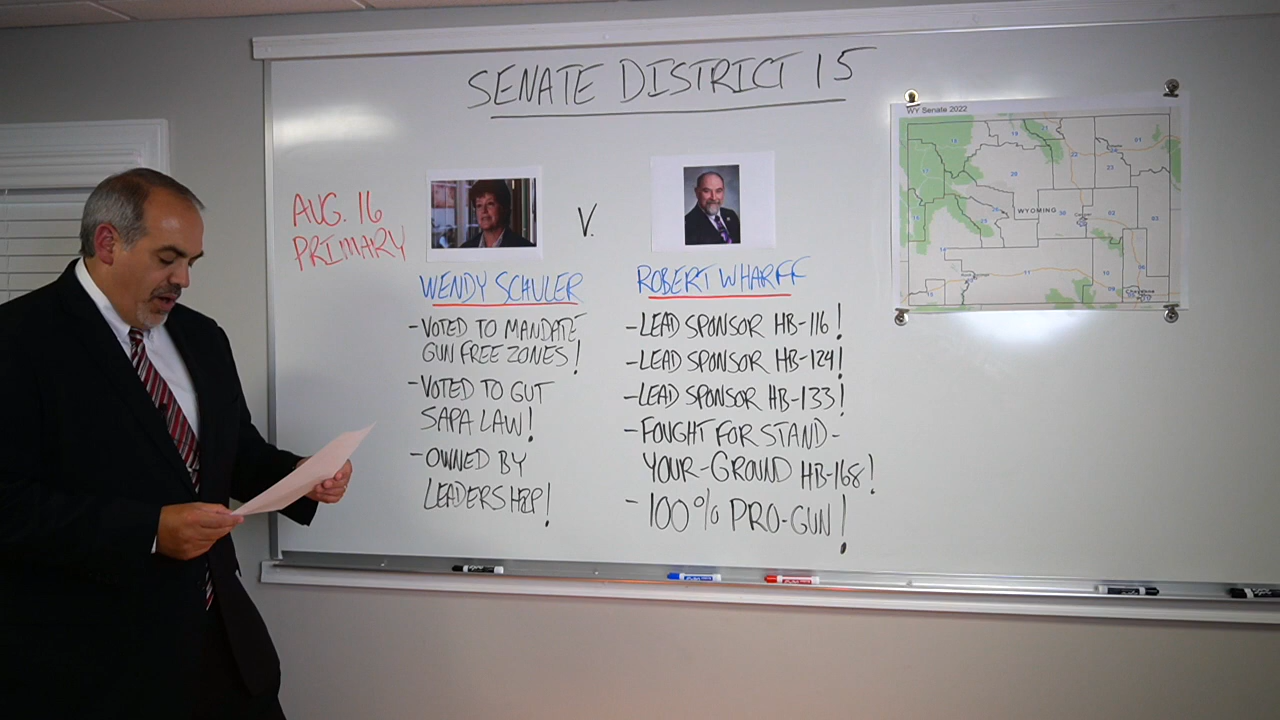 SENATE DISTRICT 15
WY Senate 2022
WYOMING
AUG. 16
PRIMARY
V.
WENDY SCHULER
-VOTED TO MANDATE
GUN FREE ZONES!
-VOTED TO GUT
SAPA LAW!
-OWNED BY
LEADERSHIP!
ROBERT WHARFF
-LEAD SPONSOR HB-116!
-LEAD SPONSOR HB-124!
-LEAD SPONSOR HB-133!
-FOUGHT FOR STAND-
YOUR-GROUND HB-168!
-100% PRO-GUN!